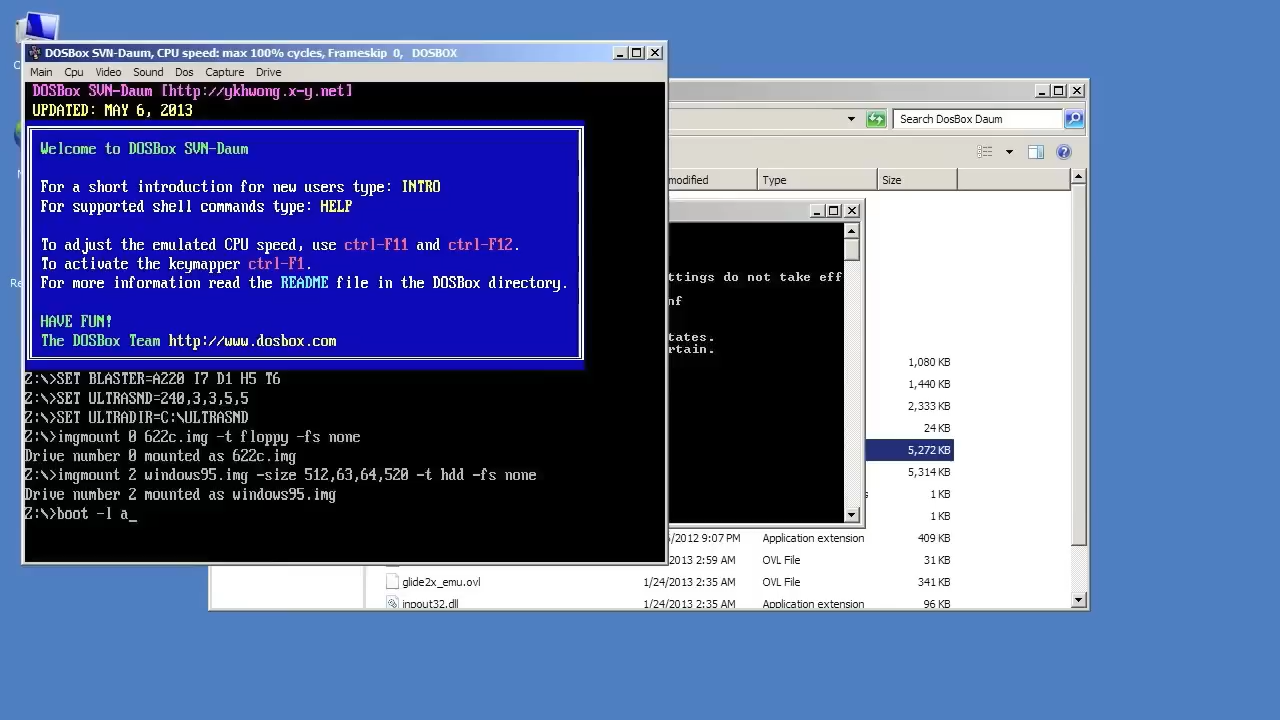 DOSBox SVN-Daum, CPU speed: max 100% cycles, Frameskip 0, DOSBOX
Main Cpu Video Sound Dos Capture Drive
DOSBox SVN-Daum [http://ykhwong.x-y.net]
UPDATED: MAY 6, 2013
Welcome to DOSBox SVN-Daum
For a short introduction for new users type: INTRO
For supported shell commands type: HELP
To adjust the emulated CPU speed, use ctrl-F11 and ctrl-F12.
To activate the keymapper ctrl-F1.
For more information read the README file in the DOSBox directory.
HAVE FUN!
The DOSBox Team http://www.dosbox.com
Z:\>SET BLASTER=A220 I7 D1 H5 T6
Z:\>SET ULTRASND=240,3,3,5,5
Z:\>SET ULTRADIR=C:\ULTRASND
Z:\>imgmount 0 622c.img -t floppy -fs none
Drive number 0 mounted as 622c.img
Z:\>imgmount 2 windows95.img -size 512,63,64,520 -t hdd -fs none
Drive number 2 mounted as windows95.img
Z:\>boot -l a_
Search DosBox Daum
modified Type Size
ttings do not take eff
nf
tates.
rtain.
1,080 KB
1,440 KB
2,333 KB
24 KB
5,272 KB
5,314 KB
1 KB
1 KB
/2012 9:07 PM Application extension 409 KB
2013 2:59 AM OVL File 31 KB
glide2x_emu.ovl 1/24/2013 2:35 AM OVL File 341 KB
inpout32.dll 1/24/2013 2:35 AM Application extension 96 KB